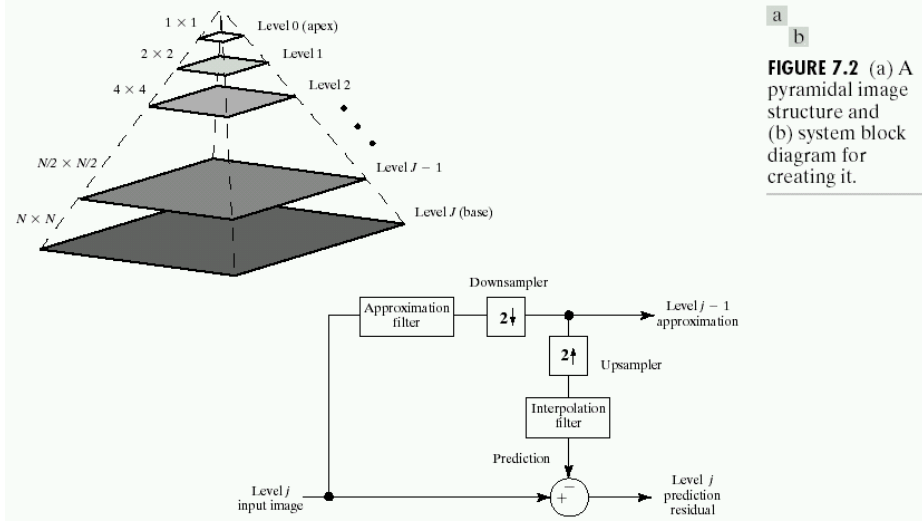 1 × 1
Level 0 (apex)
2 × 2
Level 1
4 × 4
Level 2
N/2 × N/2
Level J − 1
N × N
Level J (base)
a
b
FIGURE 7.2 (a) A
pyramidal image
structure and
(b) system block
diagram for
creating it.
Downsampler
Approximation
filter
2↓
Level j − 1
approximation
2↑
Upsampler
Interpolation
filter
Prediction
−
+
Level j
input image
Level j
prediction
residual